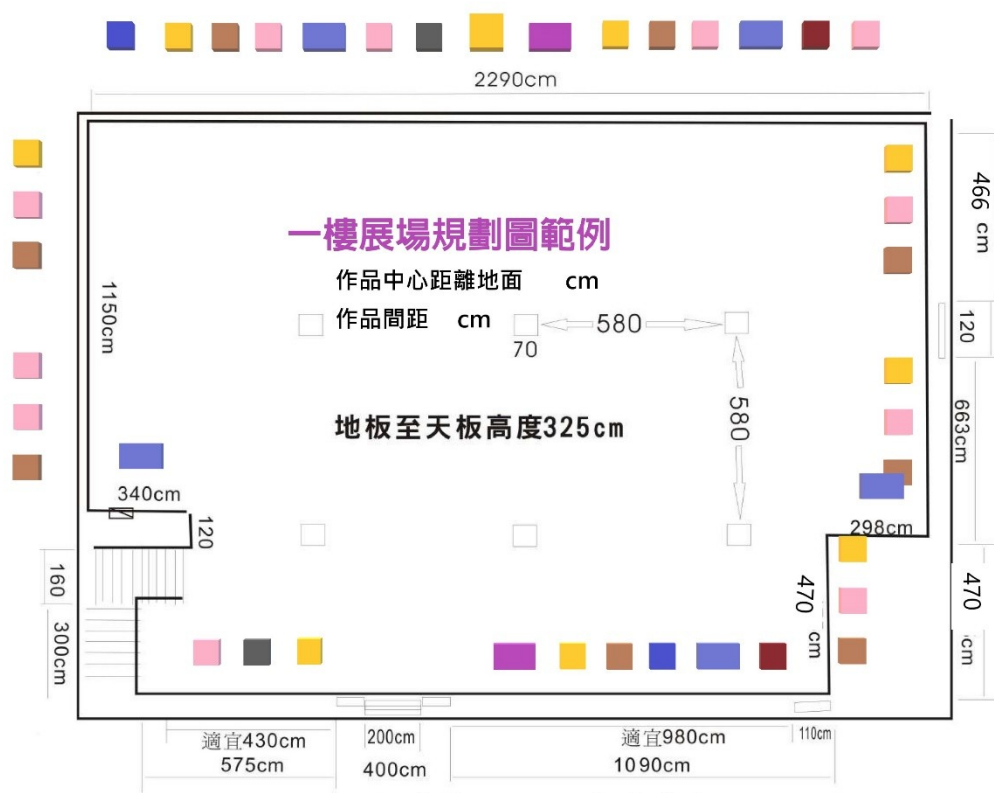 2290cm
466 cm
一樓展場規劃圖範例
作品中心距離地面 cm
1150cm
作品間距 cm
580
120
70
580
663cm
地板至天板高度325cm
340cm
120
298cm
160
470 cm
470 cm
300cm
適宜430cm
200cm
適宜980cm
110cm
575cm
400cm
1090cm